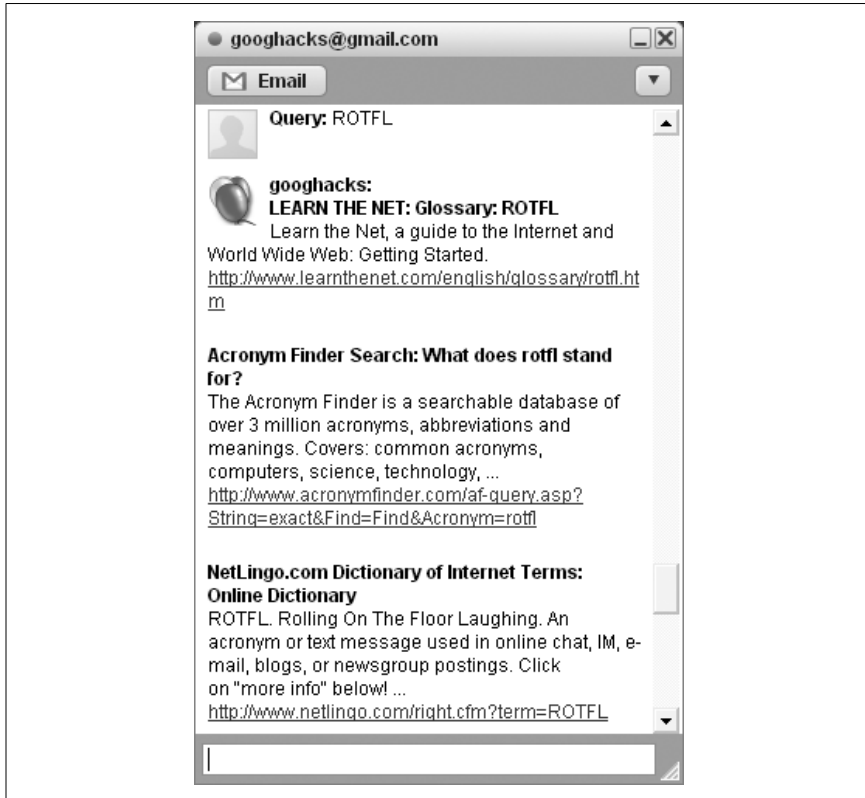 googhacks@gmail.com
Email
Query: ROTFL
googhacks:
LEARN THE NET: Glossary: ROTFL
Learn the Net, a guide to the Internet and
World Wide Web: Getting Started.
http://www.learnthenet.com/english/glossary/rotfl.ht
m
Acronym Finder Search: What does rotfl stand
for?
The Acronym Finder is a searchable database of
over 3 million acronyms, abbreviations and
meanings. Covers: common acronyms,
computers, science, technology, ...
http://www.acronymfinder.com/af-query.asp?
String=exact&Find=Find&Acronym=rotfl
NetLingo.com Dictionary of Internet Terms:
Online Dictionary
ROTFL. Rolling On The Floor Laughing. An
acronym or text message used in online chat, IM, e-
mail, blogs, or newsgroup postings. Click
on "more info" below! ...
http://www.netlingo.com/right.cfm?term=ROTFL